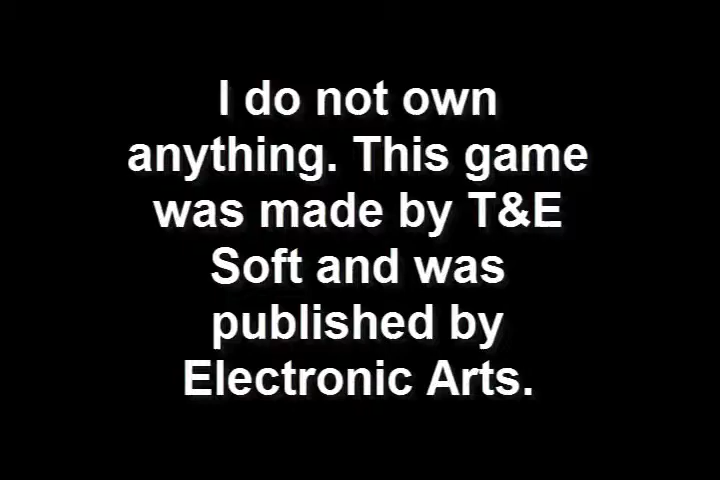 I do not own
anything. This game
was made by T&E
Soft and was
published by
Electronic Arts.